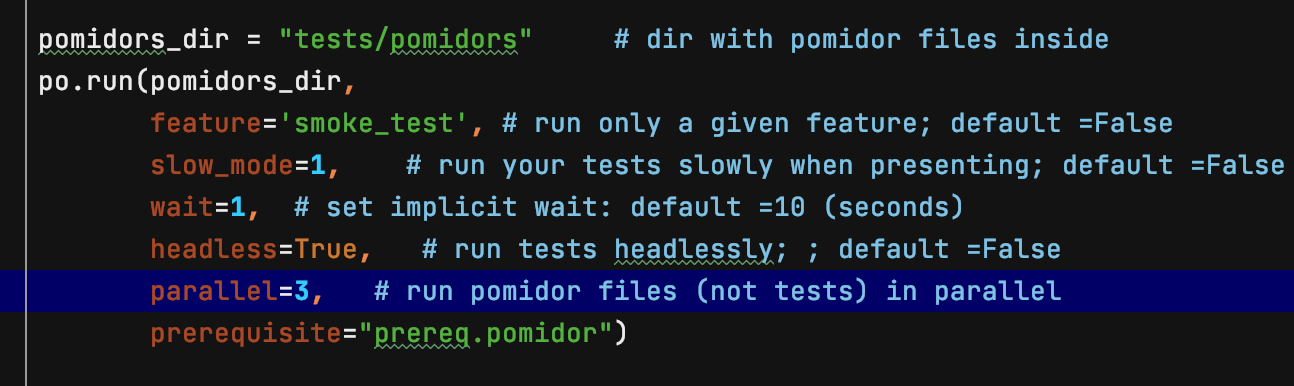 pomidors_dir = "tests/pomidors"     # dir with pomidor files inside
po.run(pomidors_dir,
       feature='smoke_test', # run only a given feature; default =False
       slow_mode=1,    # run your tests slowly when presenting; default =False
       wait=1,  # set implicit wait: default =10 (seconds)
       headless=True,   # run tests headlessly; ; default =False
       parallel=3,   # run pomidor files (not tests) in parallel
       prerequisite="prereq.pomidor")